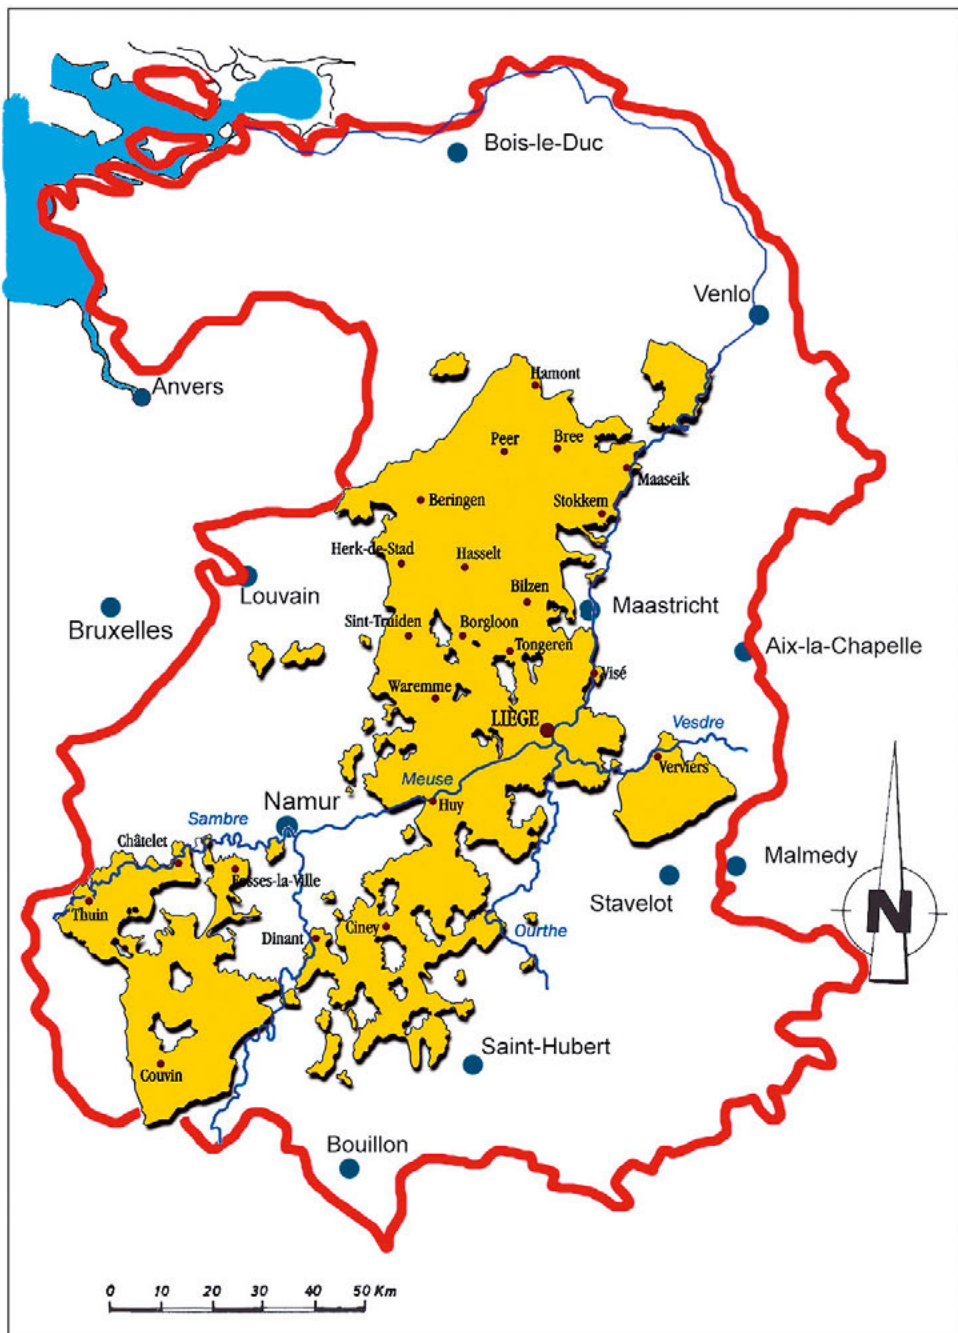 Bois-le-Duc
Venlo
Anvers
Hamont
Peer
Bree
Maaseik
Beringen
Stokkem
Herk-de-Stad
Hasselt
Louvain
Bilzen
Maastricht
Bruxelles
Sint-Truiden
Borgloon
Tongeren
Aix-la-Chapelle
Visé
Waremme
LIÈGE
Vesdre
Verviers
Meuse
Huy
Namur
Sambre
Châtelet
Malmedy
Fosses-la-Ville
Stavelot
Thuin
Ciney
Dinant
Ourthe
N
Saint-Hubert
Couvin
Bouillon
0 10 20 30 40 50 Km